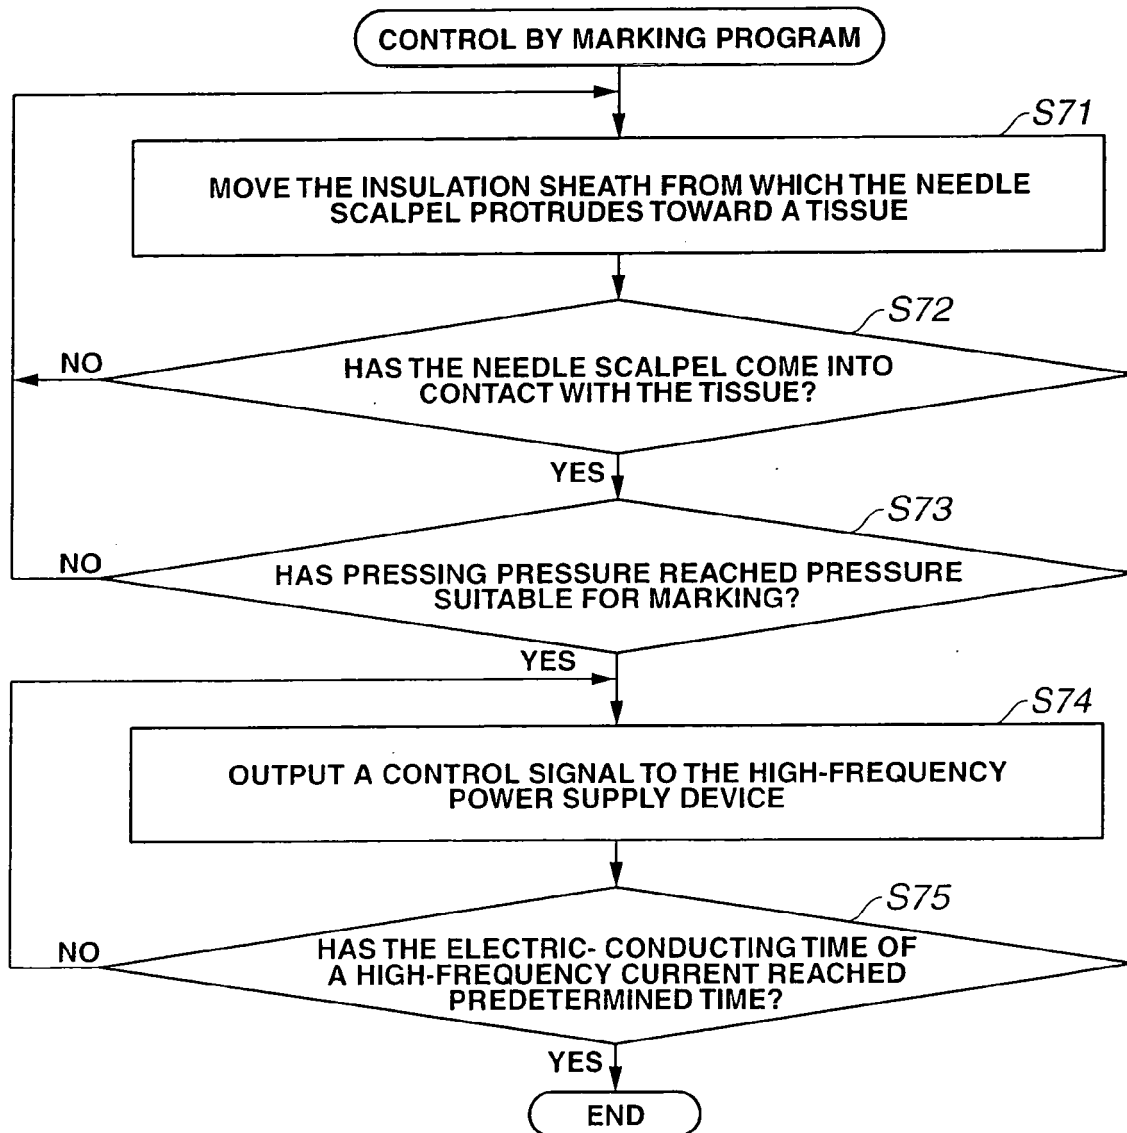 CONTROL BY MARKING PROGRAM
S71
MOVE THE INSULATION SHEATH FROM WHICH THE NEEDLE
SCALPEL PROTRUDES TOWARD A TISSUE
S72
NO
HAS THE NEEDLE SCALPEL COME INTO
CONTACT WITH THE TISSUE?
YES
S73
NO
HAS PRESSING PRESSURE REACHED PRESSURE
SUITABLE FOR MARKING?
YES
S74
OUTPUT A CONTROL SIGNAL TO THE HIGH-FREQUENCY
POWER SUPPLY DEVICE
S75
NO
HAS THE ELECTRIC- CONDUCTING TIME OF
A HIGH-FREQUENCY CURRENT REACHED
PREDETERMINED TIME?
YES
END